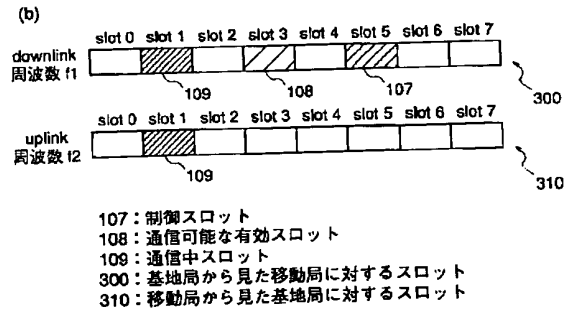 (b)
slot 0 slot 1 slot 2 slot 3 slot 4 slot 5 slot 6 slot 7
downlink
周波数 f1
109 108 107
300
slot 0 slot 1 slot 2 slot 3 slot 4 slot 5 slot 6 slot 7
uplink
周波数 f2
109
310
107:制御スロット
108:通信可能な有効スロット
109:通信中スロット
300:基地局から見た移動局に対するスロット
310:移動局から見た基地局に対するスロット